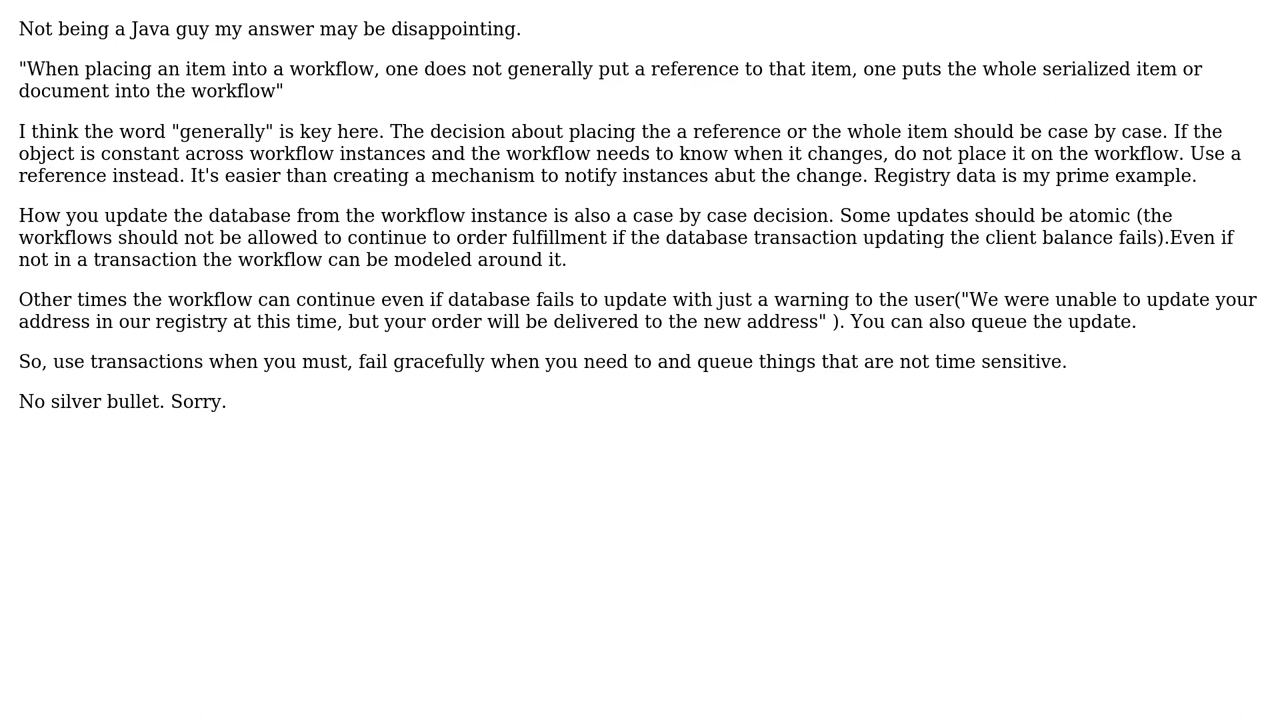 Not being a Java guy my answer may be disappointing.
"When placing an item into a workflow, one does not generally put a reference to that item, one puts the whole serialized item or
document into the workflow"
I think the word "generally" is key here. The decision about placing the a reference or the whole item should be case by case. If the
object is constant across workflow instances and the workflow needs to know when it changes, do not place it on the workflow. Use a
reference instead. It's easier than creating a mechanism to notify instances abut the change. Registry data is my prime example.
How you update the database from the workflow instance is also a case by case decision. Some updates should be atomic (the
workflows should not be allowed to continue to order fulfillment if the database transaction updating the client balance fails).Even if
not in a transaction the workflow can be modeled around it.
Other times the workflow can continue even if database fails to update with just a warning to the user("We were unable to update your
address in our registry at this time, but your order will be delivered to the new address" ). You can also queue the update.
So, use transactions when you must, fail gracefully when you need to and queue things that are not time sensitive.
No silver bullet. Sorry.